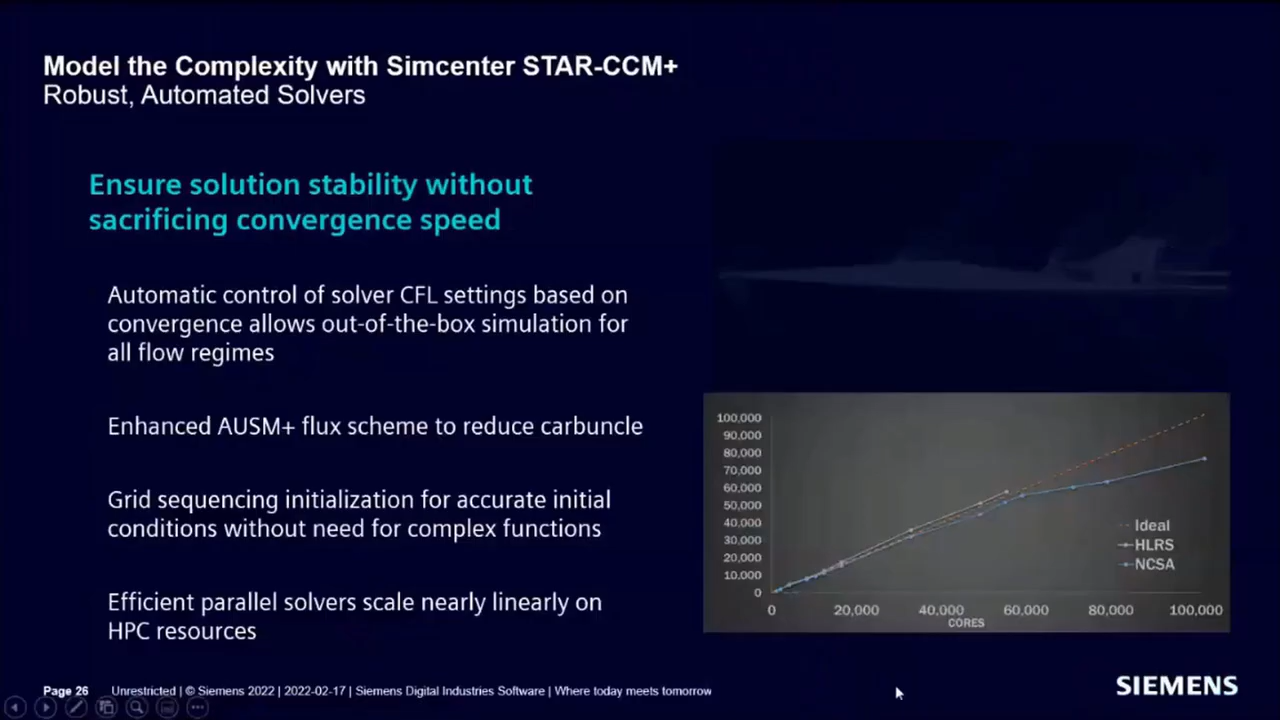 Model the Complexity with Simcenter STAR-CCM+
Robust, Automated Solvers
Ensure solution stability without
sacrificing convergence speed
Automatic control of solver CFL settings based on
convergence allows out-of-the-box simulation for
all flow regimes
Enhanced AUSM+ flux scheme to reduce carbuncle
Grid sequencing initialization for accurate initial
conditions without need for complex functions
Efficient parallel solvers scale nearly linearly on
HPC resources
100,000
90,000
80,000
70,000
60,000
50,000
40,000
30,000
20,000
10,000
0
0 20,000 40,000 60,000 80,000 100,000
CORES
Ideal
HLRS
NCSA
Page 26 Unrestricted | © Siemens 2022 | 2022-02-17 | Siemens Digital Industries Software | Where today meets tomorrow
SIEMENS